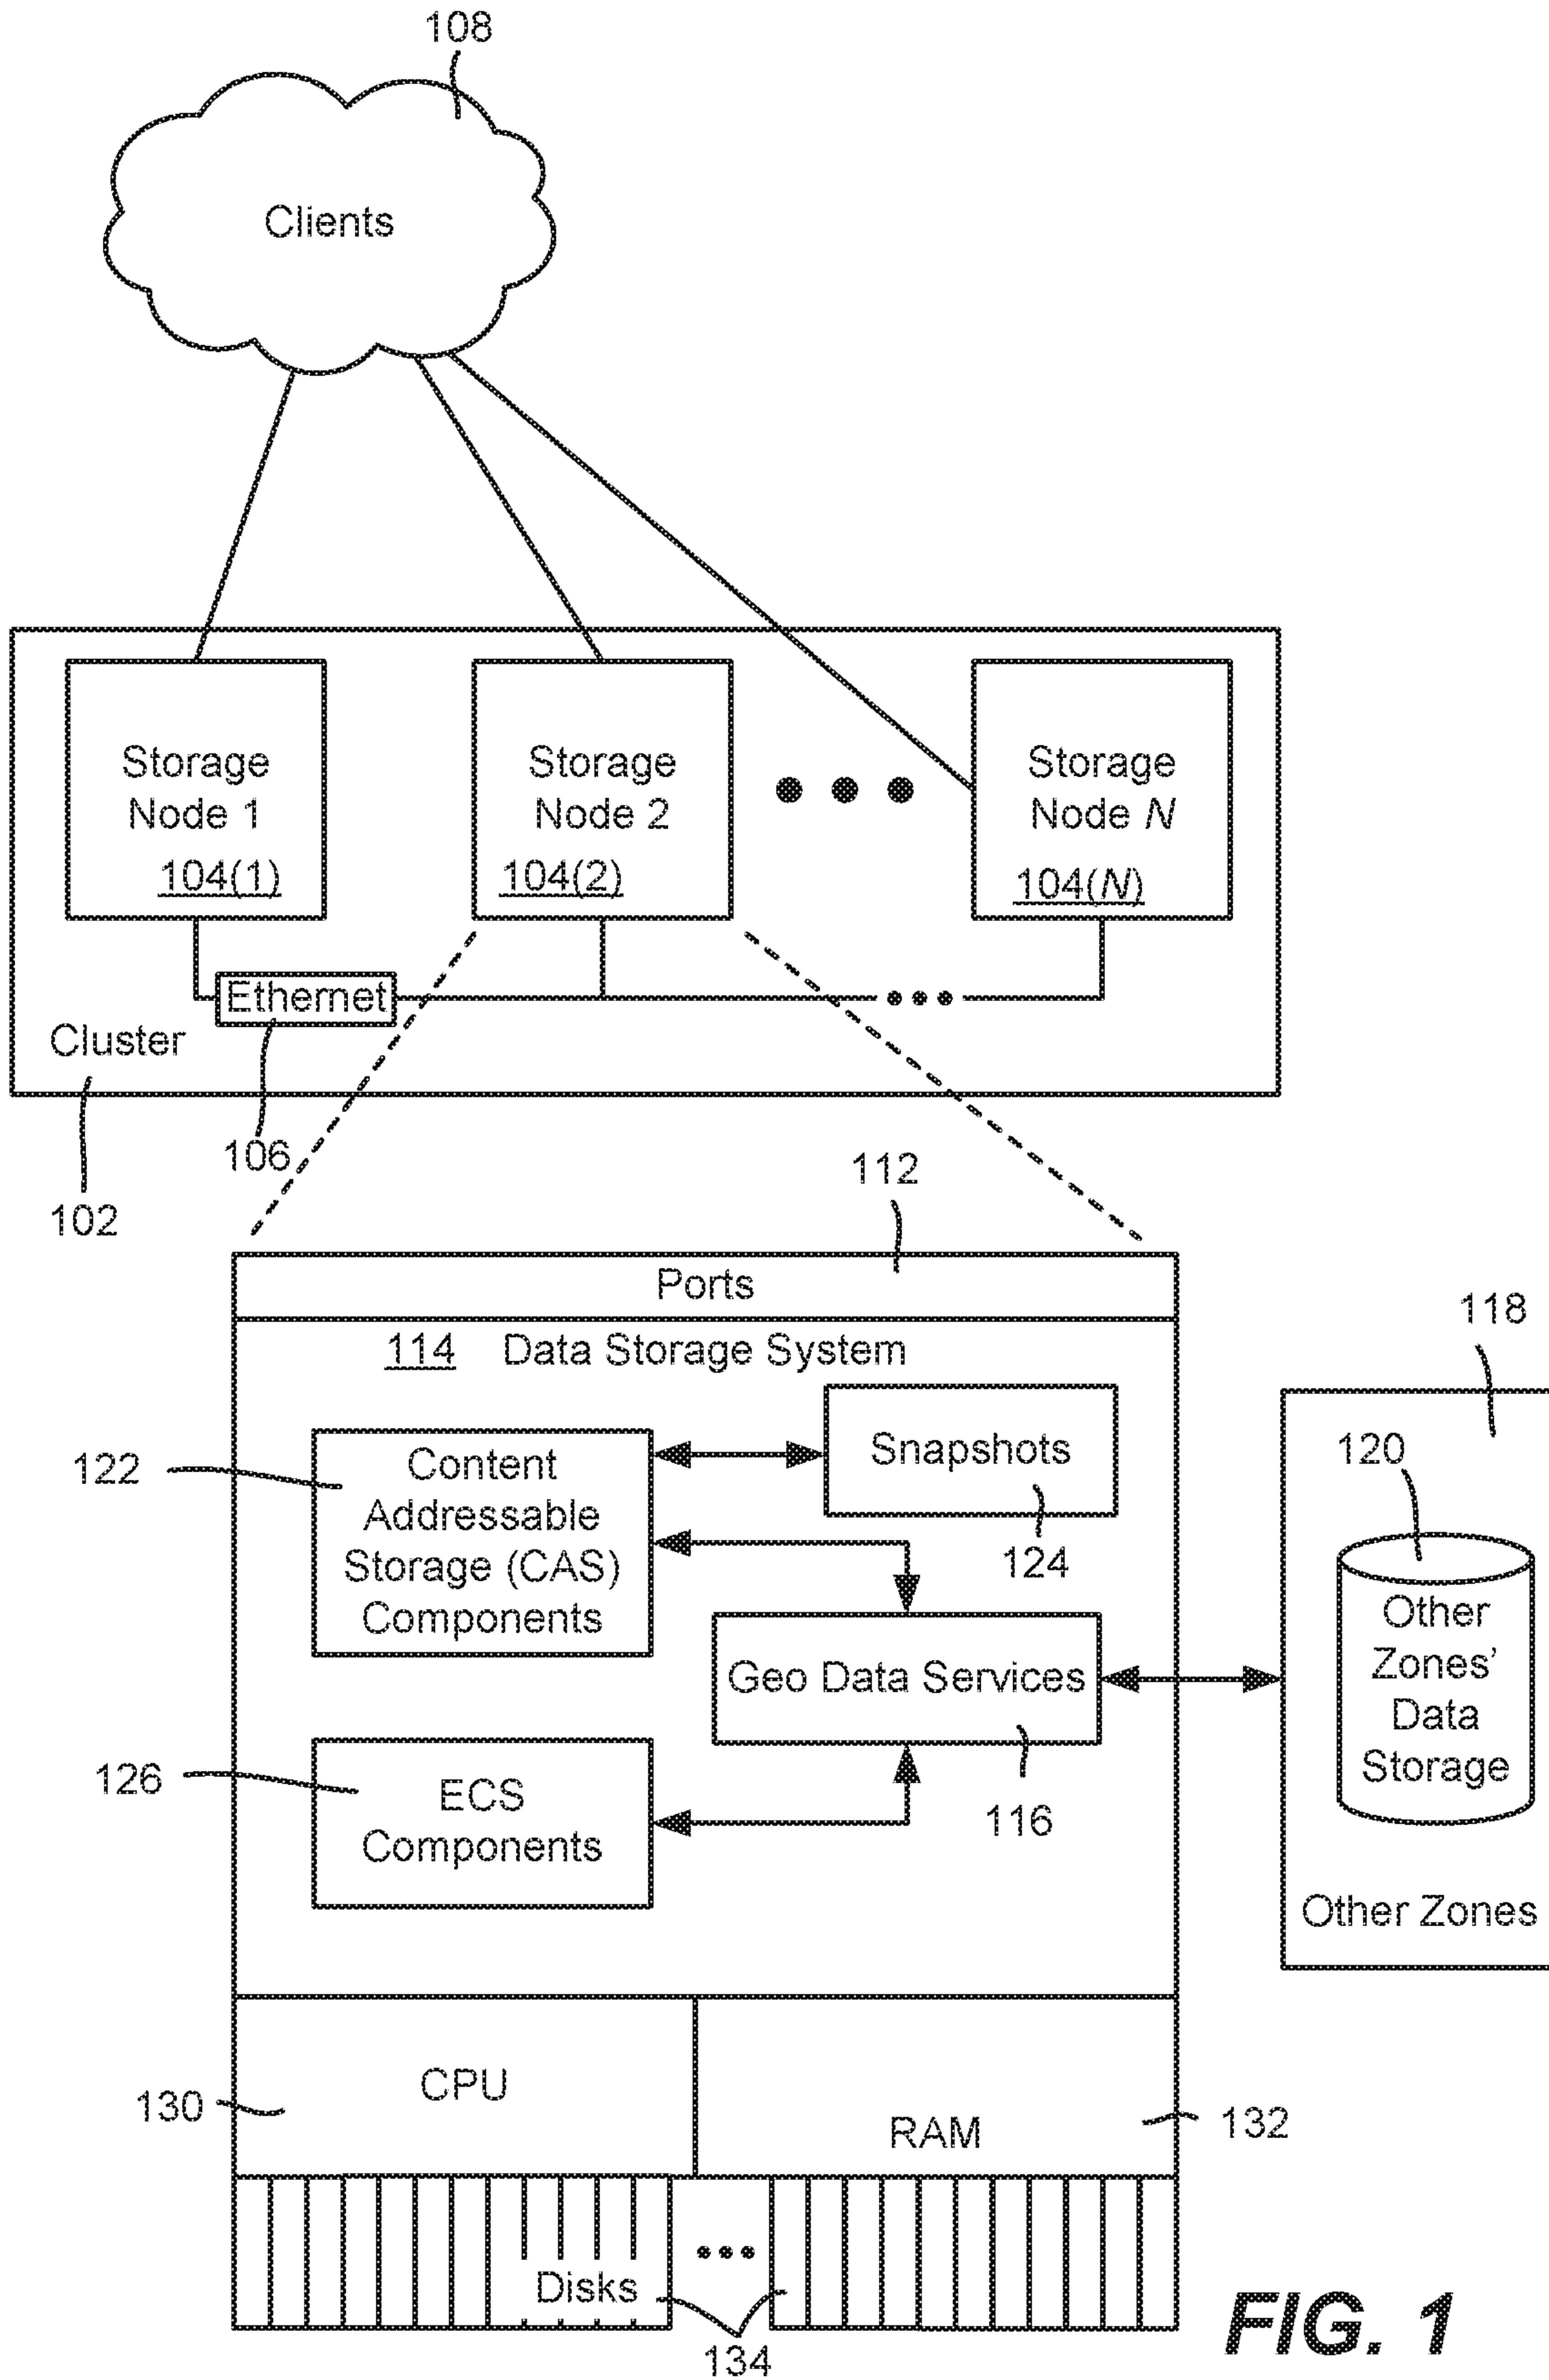 108
Clients
Storage
Node 1
104(1)
Storage
Node 2
104(2)
Storage
Node N
104(N)
Ethernet
Cluster
106
102
112
Ports
114 Data Storage System
118
122
Content
Addressable
Storage (CAS)
Components
Snapshots
124
120
Other
Zones’
Data
Storage
Geo Data Services
116
126
ECS
Components
Other Zones
CPU
130
RAM
132
Disks
134
FIG. 1